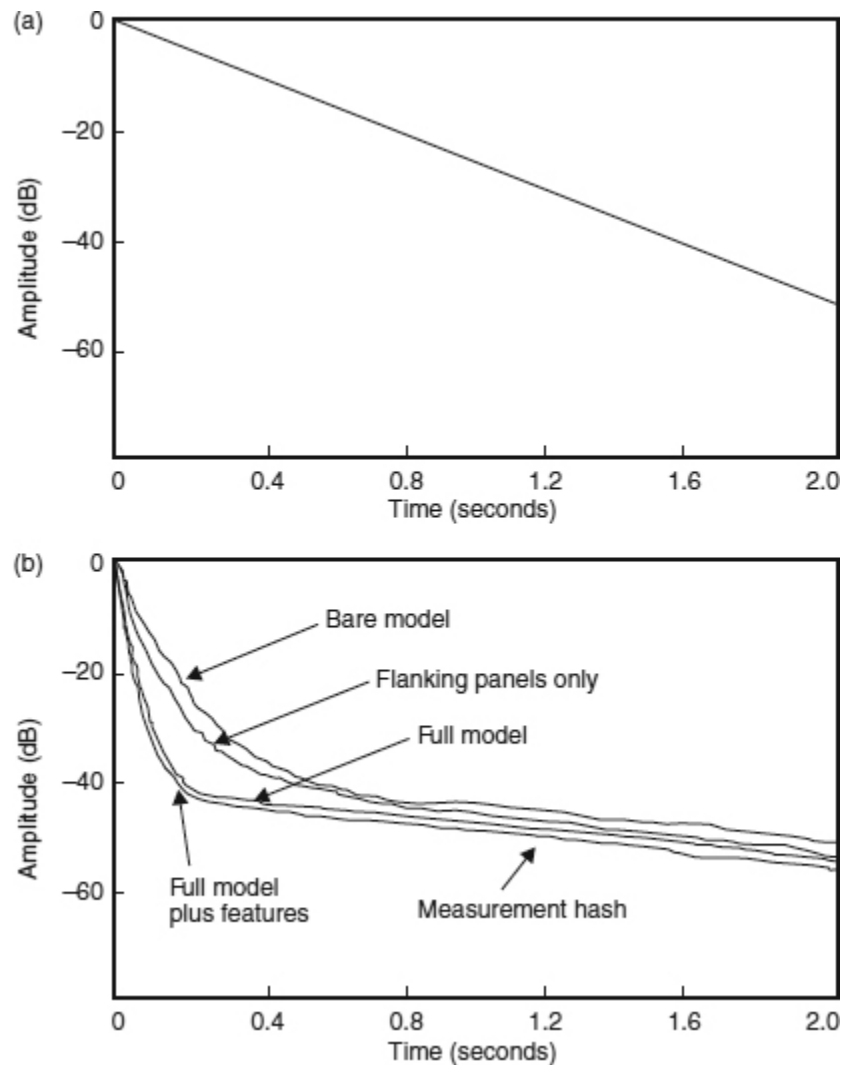 (a)
0
–20
–40
–60
Amplitude (dB)
0 0.4 0.8 1.2 1.6 2.0
Time (seconds)
(b)
0
–20
–40
–60
Amplitude (dB)
Bare model
Flanking panels only
Full model
Full model
plus features
Measurement hash
0 0.4 0.8 1.2 1.6 2.0
Time (seconds)